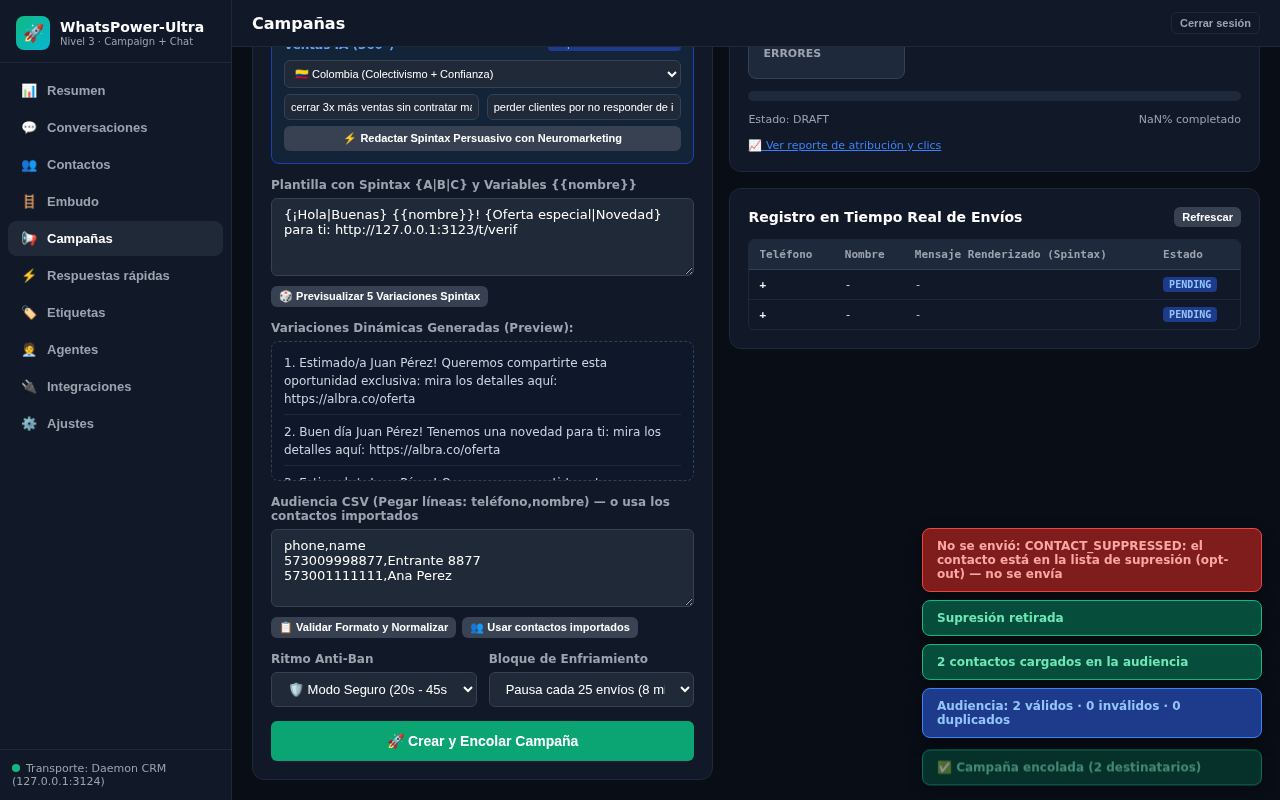 WhatsPower-Ultra
Nivel 3 · Campaign + Chat
Resumen
Conversaciones
Contactos
Embudo
Campañas
Respuestas rápidas
Etiquetas
Agentes
Integraciones
Ajustes
Transporte: Daemon CRM
(127.0.0.1:3124)
Campañas
Cerrar sesión
Colombia (Colectivismo + Confianza)
cerrar 3x más ventas sin contratar
perder clientes por no responder de
⚡ Redactar Spintax Persuasivo con Neuromarketing
Plantilla con Spintax {A|B|C} y Variables {{nombre}}
{¡Hola|Buenas} {{nombre}}! {Oferta especial|Novedad}
para ti: http://127.0.0.1:3123/t/verif
🎲 Previsualizar 5 Variaciones Spintax
Variaciones Dinámicas Generadas (Preview):
1. Estimado/a Juan Pérez! Queremos compartirte esta
oportunidad exclusiva: mira los detalles aquí:
https://albra.co/oferta
2. Buen día Juan Pérez! Tenemos una novedad para ti: mira los
detalles aquí: https://albra.co/oferta
Audiencia CSV (Pegar líneas: teléfono,nombre) — o usa los
contactos importados
phone,name
573009998877,Entrante 8877
573001111111,Ana Perez
📋 Validar Formato y Normalizar
👥 Usar contactos importados
Ritmo Anti-Ban
Bloque de Enfriamiento
🛡️ Modo Seguro (20s - 45s
Pausa cada 25 envíos (8
🚀 Crear y Encolar Campaña
ERRORES
Estado: DRAFT
NaN% completado
📈 Ver reporte de atribución y clics
Registro en Tiempo Real de Envíos
Refrescar
Teléfono Nombre Mensaje Renderizado (Spintax) Estado
+ - - PENDING
+ - - PENDING
No se envió: CONTACT_SUPPRESSED: el
contacto está en la lista de supresión (opt-
out) — no se envía
Supresión retirada
2 contactos cargados en la audiencia
Audiencia: 2 válidos · 0 inválidos · 0
duplicados
✅ Campaña encolada (2 destinatarios)